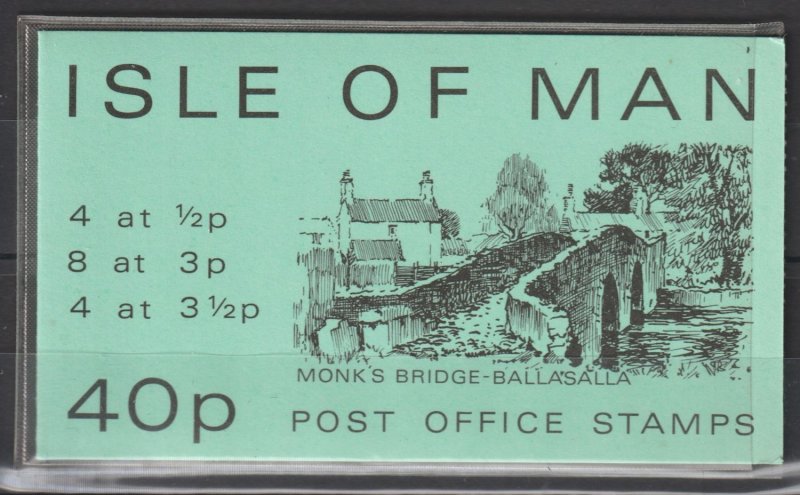 ISLE OF MAN
4 at ½p
8 at 3p
4 at 3½p
40p
MONK'S BRIDGE-BALLASALLA
POST OFFICE STAMPS